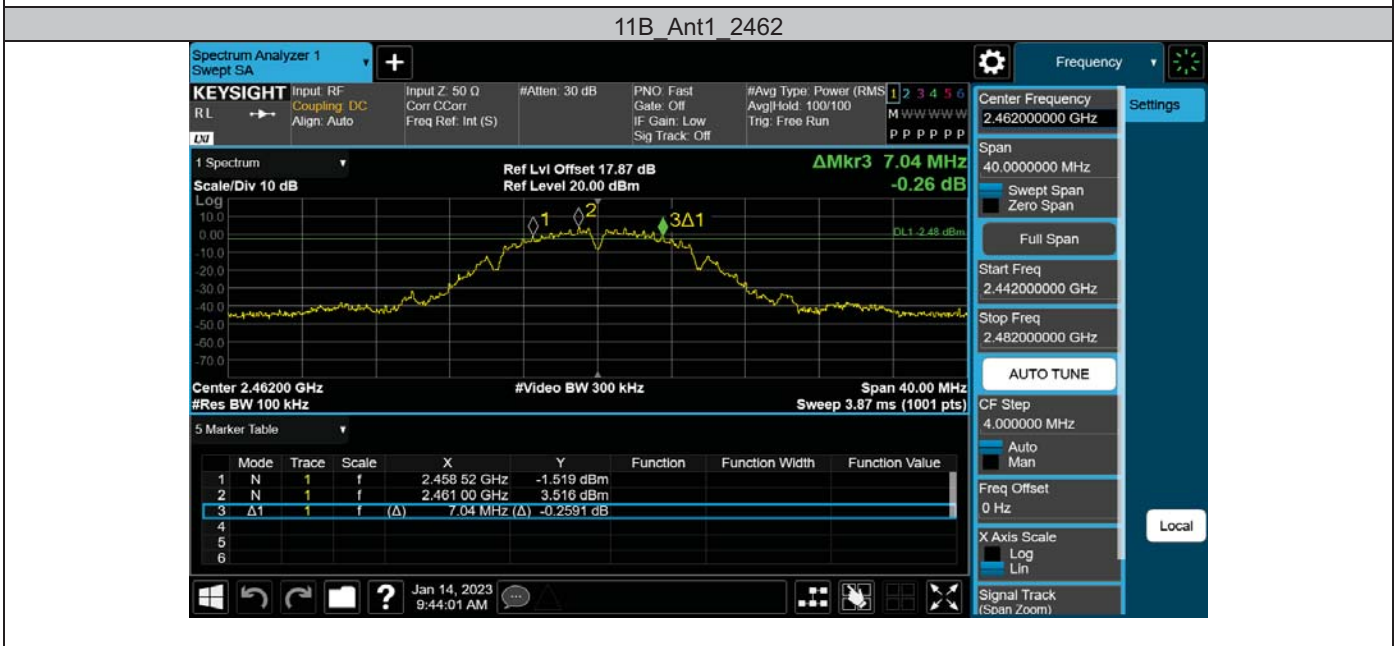 11B_Ant1_2462
Spectrum Analyzer 1
Swept SA
Frequency
KEYSIGHT
RL
LXI
Input: RF
Coupling: DC
Align: Auto
Input Z: 50 Ω
Corr CCorr
Freq Ref: Int (S)
#Atten: 30 dB
PNO: Fast
Gate: Off
IF Gain: Low
Sig Track: Off
#Avg Type: Power (RMS
Avg|Hold: 100/100
Trig: Free Run
1 2 3 4 5 6
M W W W W W
P P P P P P
1 Spectrum
Scale/Div 10 dB
Ref Lvl Offset 17.87 dB
Ref Level 20.00 dBm
ΔMkr3 7.04 MHz
-0.26 dB
Log
10.0
0.00
-10.0
-20.0
-30.0
-40.0
-50.0
-60.0
-70.0
1
2
3Δ1
DL1 -2.48 dBm
Center 2.46200 GHz
#Video BW 300 kHz
Span 40.00 MHz
#Res BW 100 kHz
Sweep 3.87 ms (1001 pts)
5 Marker Table
Mode Trace Scale X Y Function Function Width Function Value
1 N 1 f 2.458 52 GHz -1.519 dBm
2 N 1 f 2.461 00 GHz 3.516 dBm
3 Δ1 1 f (Δ) 7.04 MHz (Δ) -0.2591 dB
4
5
6
Jan 14, 2023
9:44:01 AM
Center Frequency
2.462000000 GHz
Settings
Span
40.0000000 MHz
Swept Span
Zero Span
Full Span
Start Freq
2.442000000 GHz
Stop Freq
2.482000000 GHz
AUTO TUNE
CF Step
4.000000 MHz
Auto
Man
Freq Offset
0 Hz
Local
X Axis Scale
Log
Lin
Signal Track
(Span Zoom)